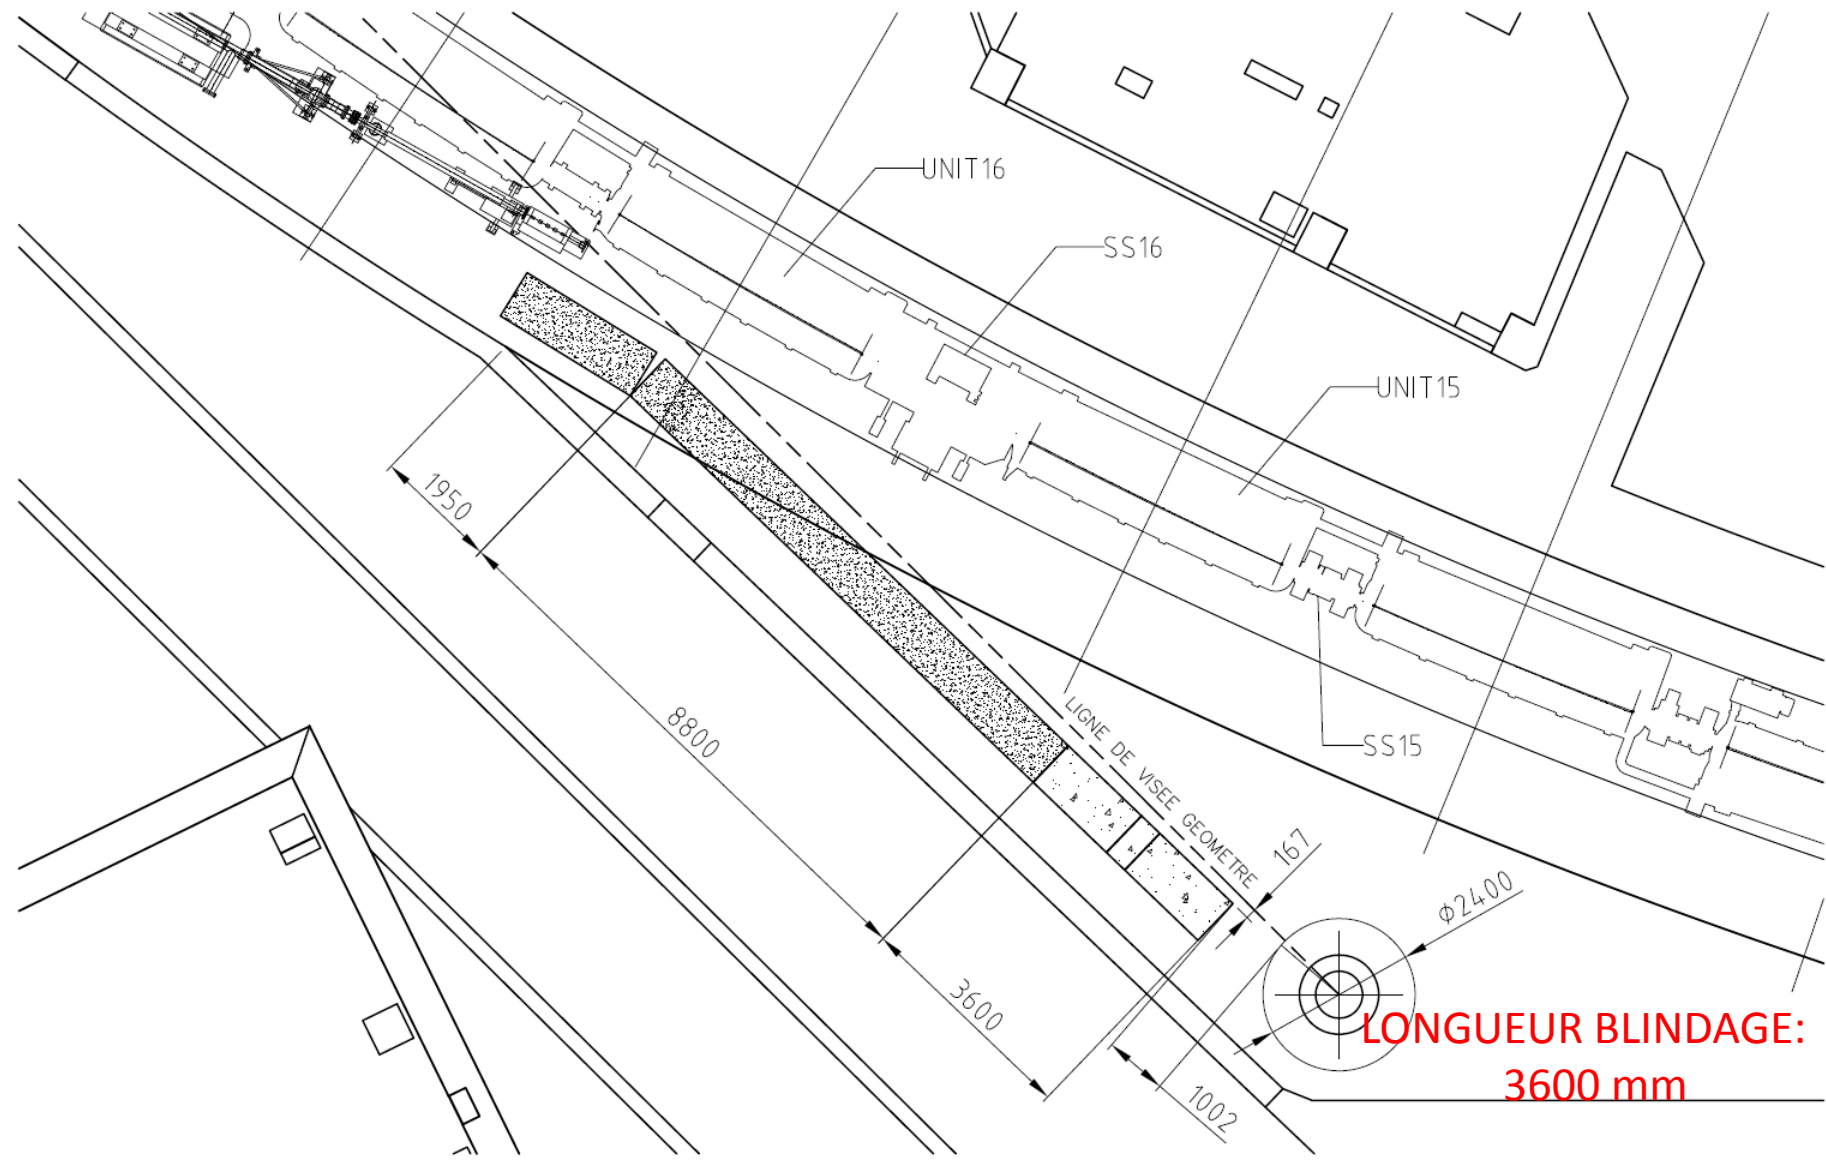 UNIT16
SS16
UNIT15
1950
8800
SS15
LIGNE DE VISEE GEOMETRE
167
ϕ2400
3600
1002
LONGUEUR BLINDAGE:
3600 mm